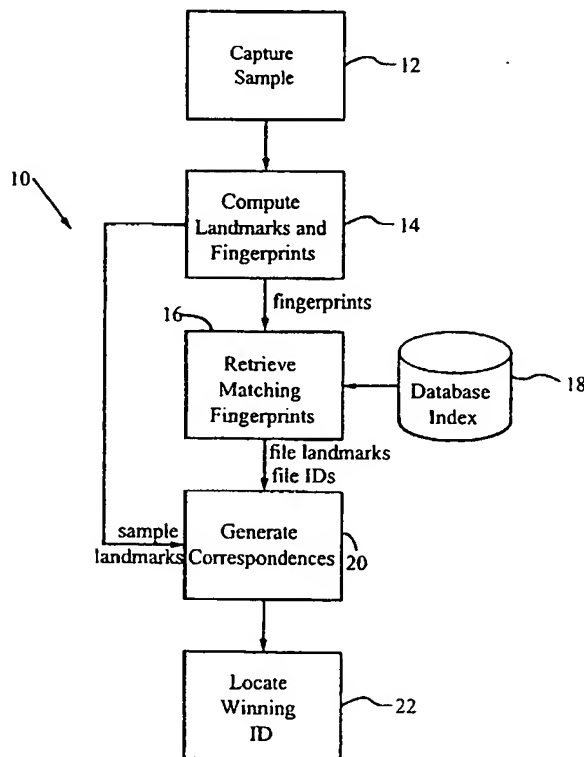 Capture
Sample
12
10
Compute
Landmarks and
Fingerprints
14
fingerprints
16
Retrieve
Matching
Fingerprints
Database
Index
18
file landmarks
file IDs
sample
landmarks
Generate
Correspondences
20
Locate
Winning
ID
22